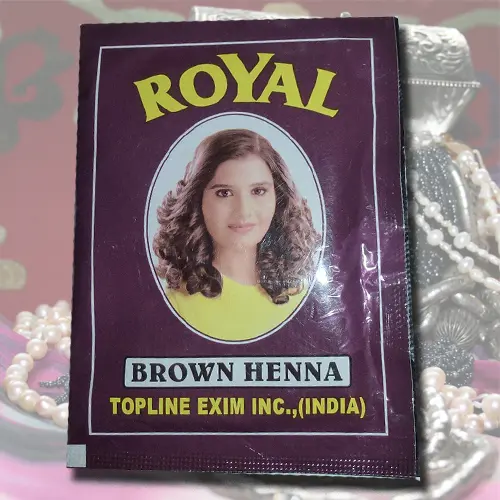 ROYAL
BROWN HENNA
TOPLINE EXIM INC.,(INDIA)